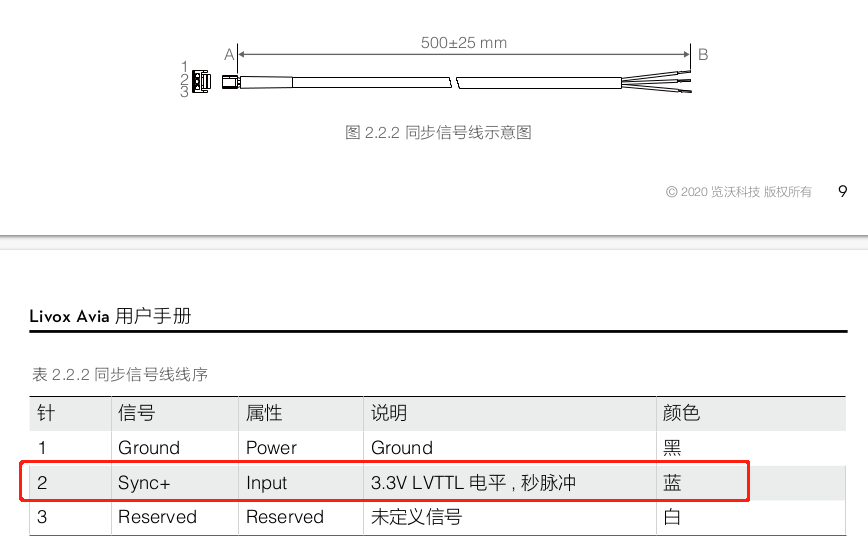 500±25 mm
A
B
1
2
3
图 2.2.2 同步信号线示意图
© 2020 览沃科技 版权所有 9
Livox Avia 用户手册
表 2.2.2 同步信号线线序
针 信号 属性 说明 颜色
1 Ground Power Ground 黑
2 Sync+ Input 3.3V LVTTL 电平 , 秒脉冲 蓝
3 Reserved Reserved 未定义信号 白